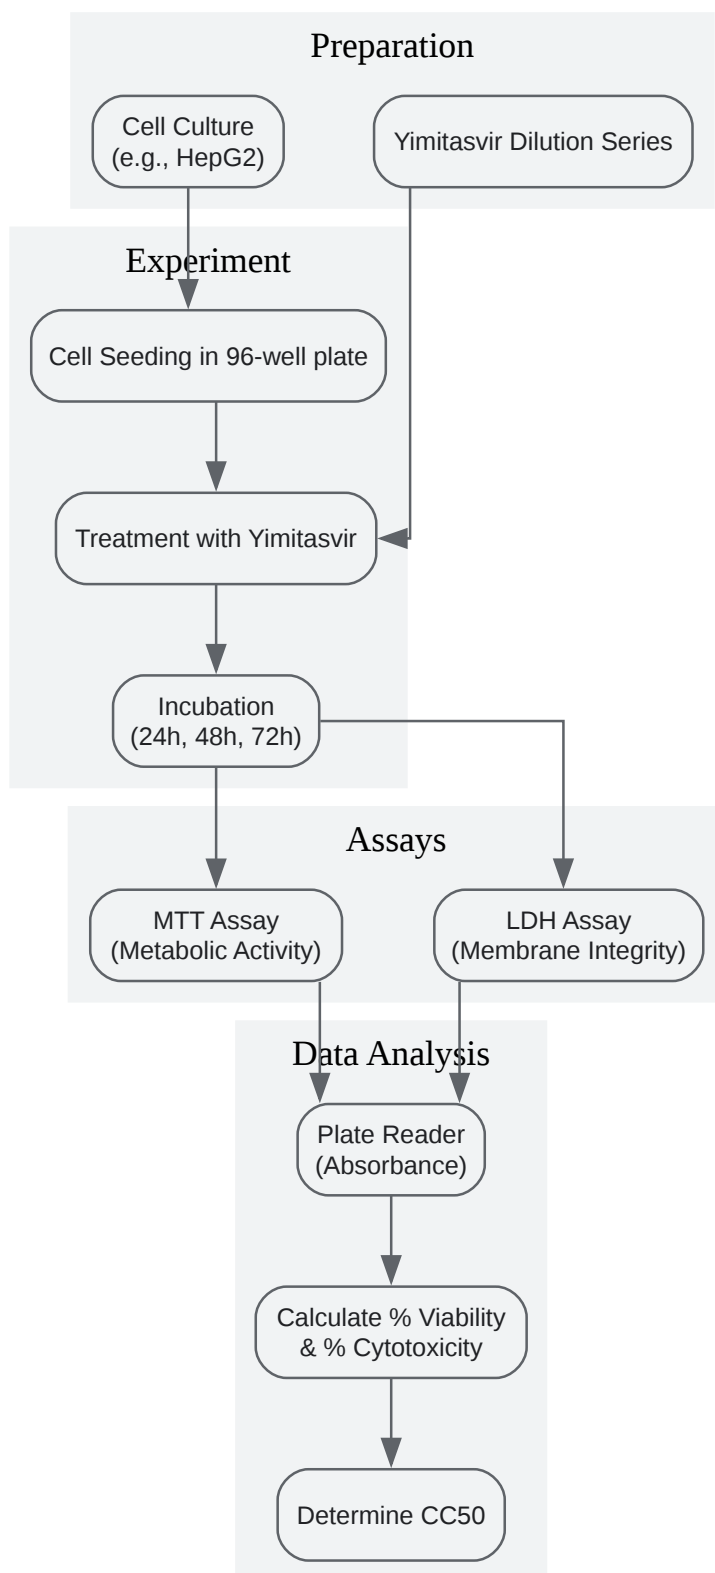 Preparation
Cell Culture
(e.g., HepG2)
Yimitasvir Dilution Series
Experiment
Cell Seeding in 96-well plate
Treatment with Yimitasvir
Incubation
(24h, 48h, 72h)
Assays
MTT Assay
(Metabolic Activity)
LDH Assay
(Membrane Integrity)
Data Analysis
Plate Reader
(Absorbance)
Calculate % Viability
& % Cytotoxicity
Determine CC50